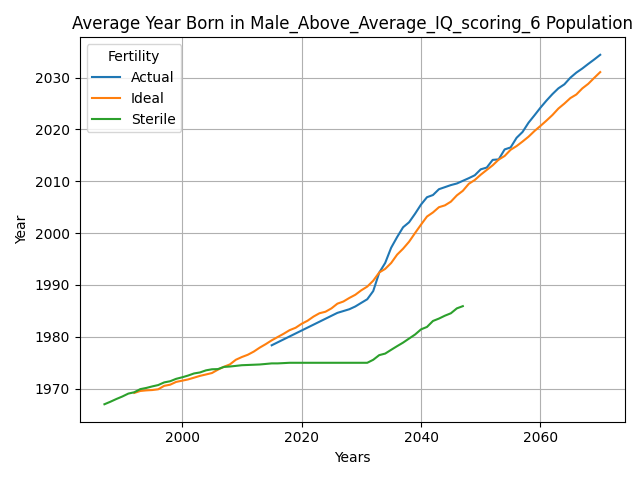 Average Year Born in Male_Above_Average_IQ_scoring_6 Population
Fertility
Actual
Ideal
Sterile
Year
2030
2020
2010
2000
1990
1980
1970
2000
2020
2040
2060
Years